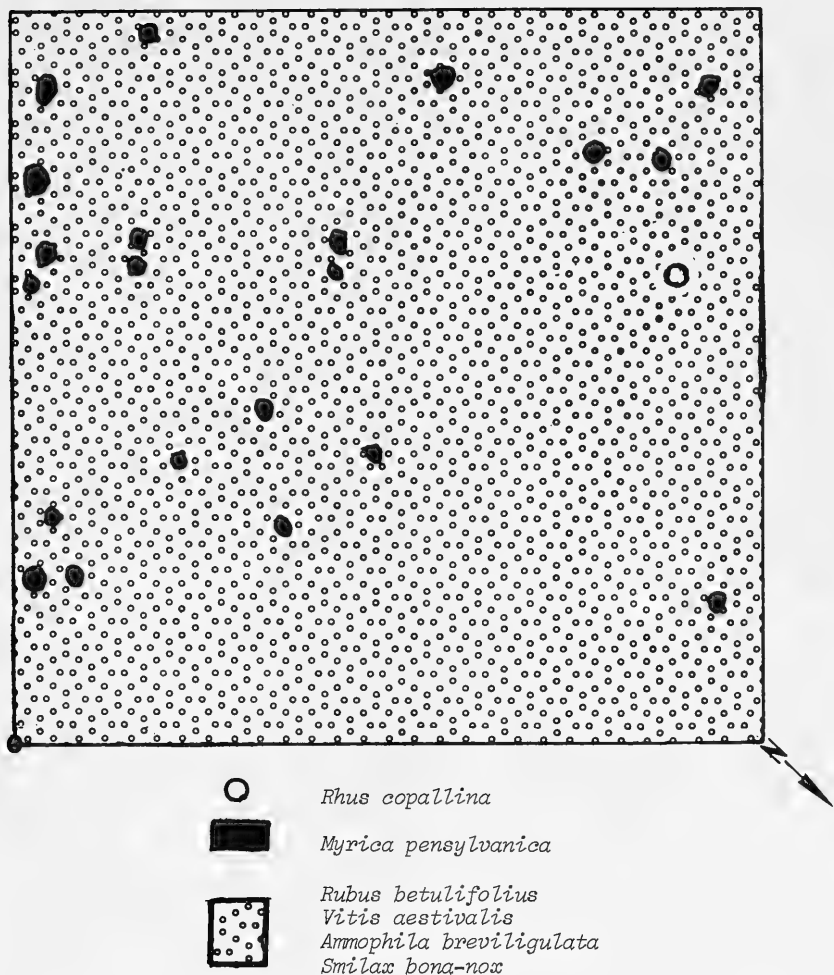 N
Rhus copallina
Myrica pensylvanica
Rubus betulifolius
Vitis aestivalis
Ammophila breviligulata
Smilax bona-nox